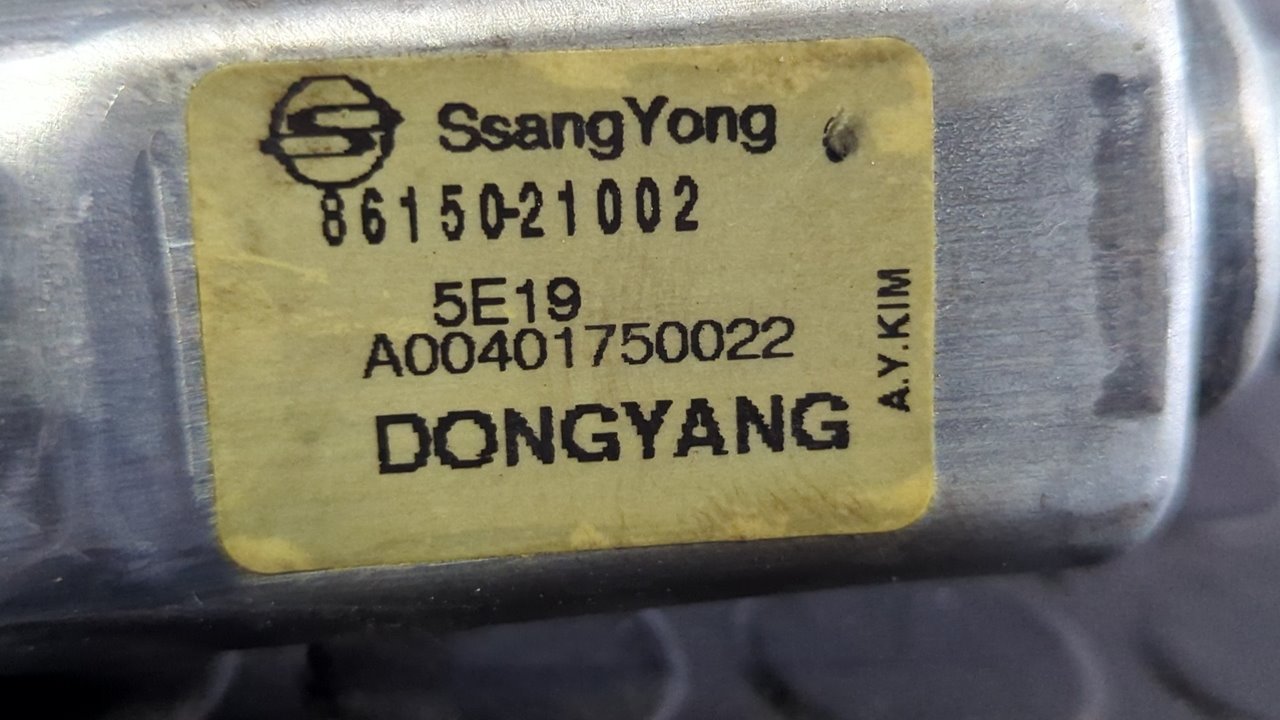 SsangYong
86150-21002
5E19
A00401750022
DONGYANG
A.Y.KIM